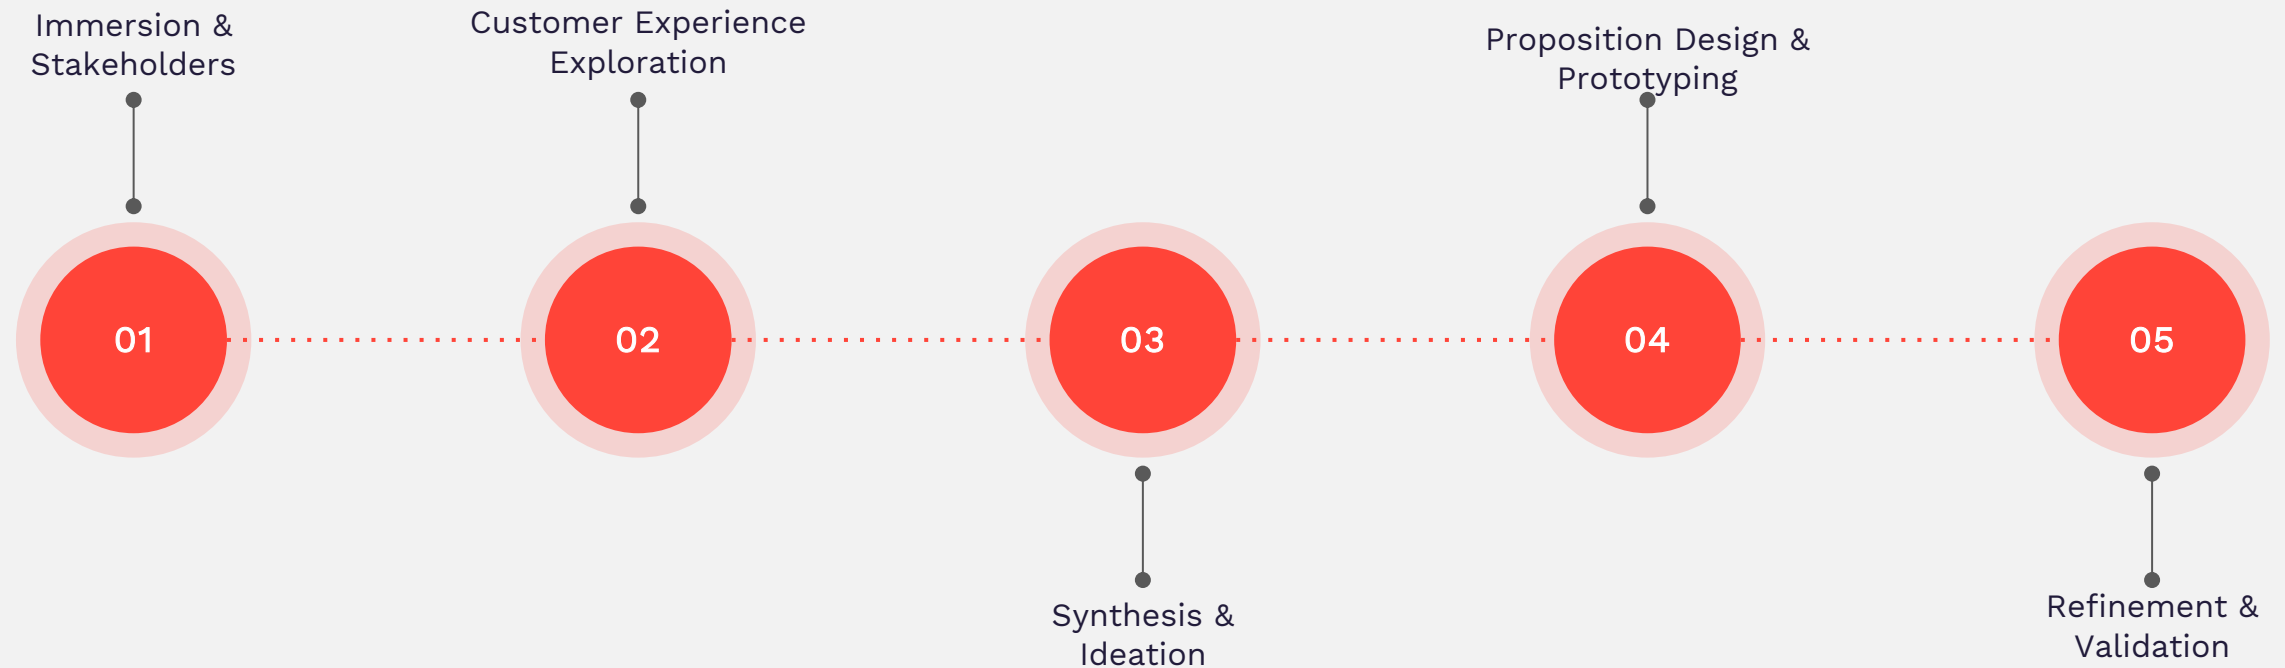 Immersion &
Stakeholders
Customer Experience
Exploration
Proposition Design &
Prototyping
01
02
03
04
05
Synthesis &
Ideation
Refinement &
Validation